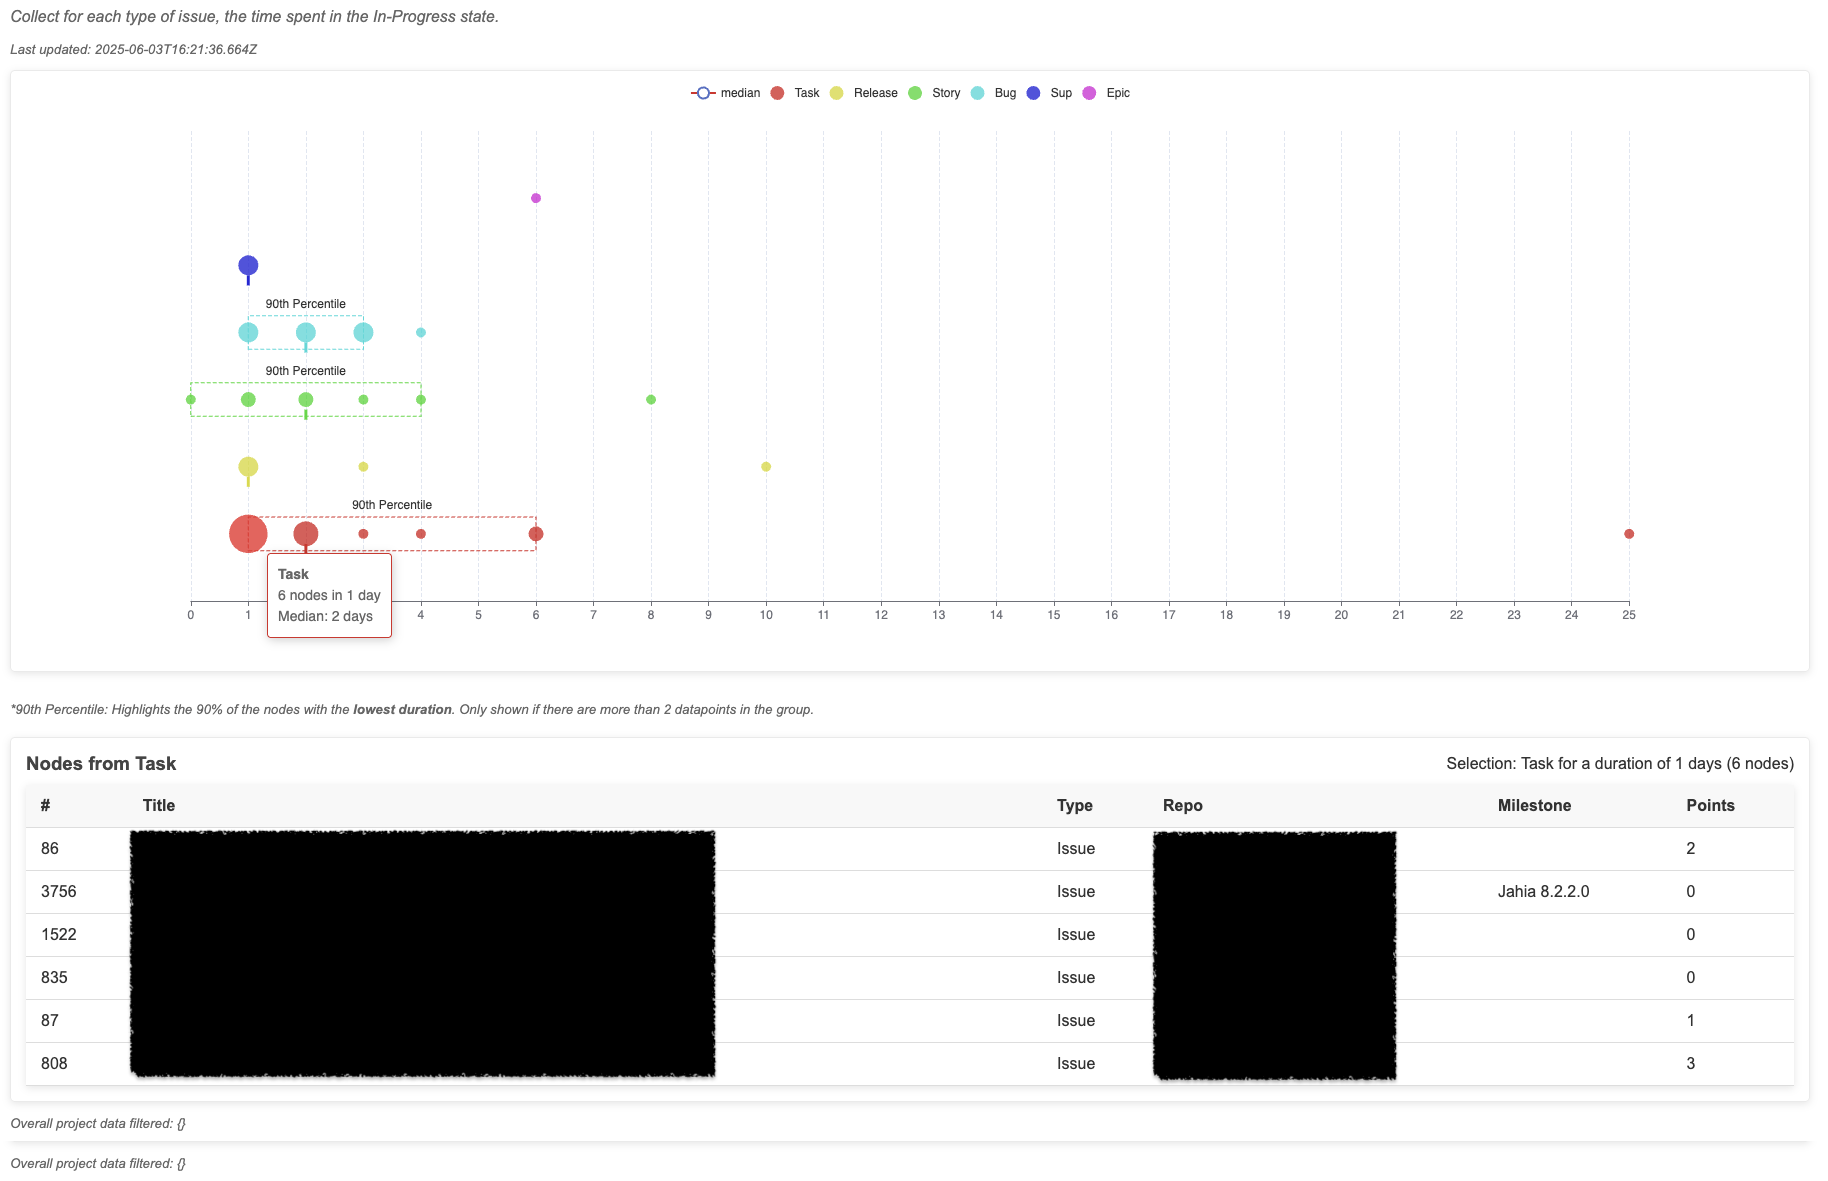 Collect for each type of issue, the time spent in the In-Progress state.
Last updated: 2025-06-03T16:21:36.664Z
median Task Release Story Bug Sup Epic
90th Percentile
90th Percentile
90th Percentile
Task
6 nodes in 1 day
Median: 2 days
0 1 4 5 6 7 8 9 10 11 12 13 14 15 16 17 18 19 20 21 22 23 24 25
*90th Percentile: Highlights the 90% of the nodes with the lowest duration. Only shown if there are more than 2 datapoints in the group.
Nodes from Task Selection: Task for a duration of 1 days (6 nodes)
# Title Type Repo Milestone Points
86 Issue 2
3756 Issue Jahia 8.2.2.0 0
1522 Issue 0
835 Issue 0
87 Issue 1
808 Issue 3
Overall project data filtered: {}
Overall project data filtered: {}